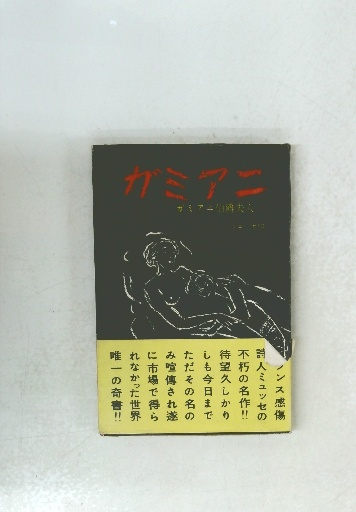 ガミアニ
ガミアニ伯爵夫人
ンス感傷
詩人ミュッセの
不朽の名作!!
待望久しかり
しも今日まで
ただその名の
み喧傳され遂
に市場で得ら
れなかった世界
唯一の奇書!!